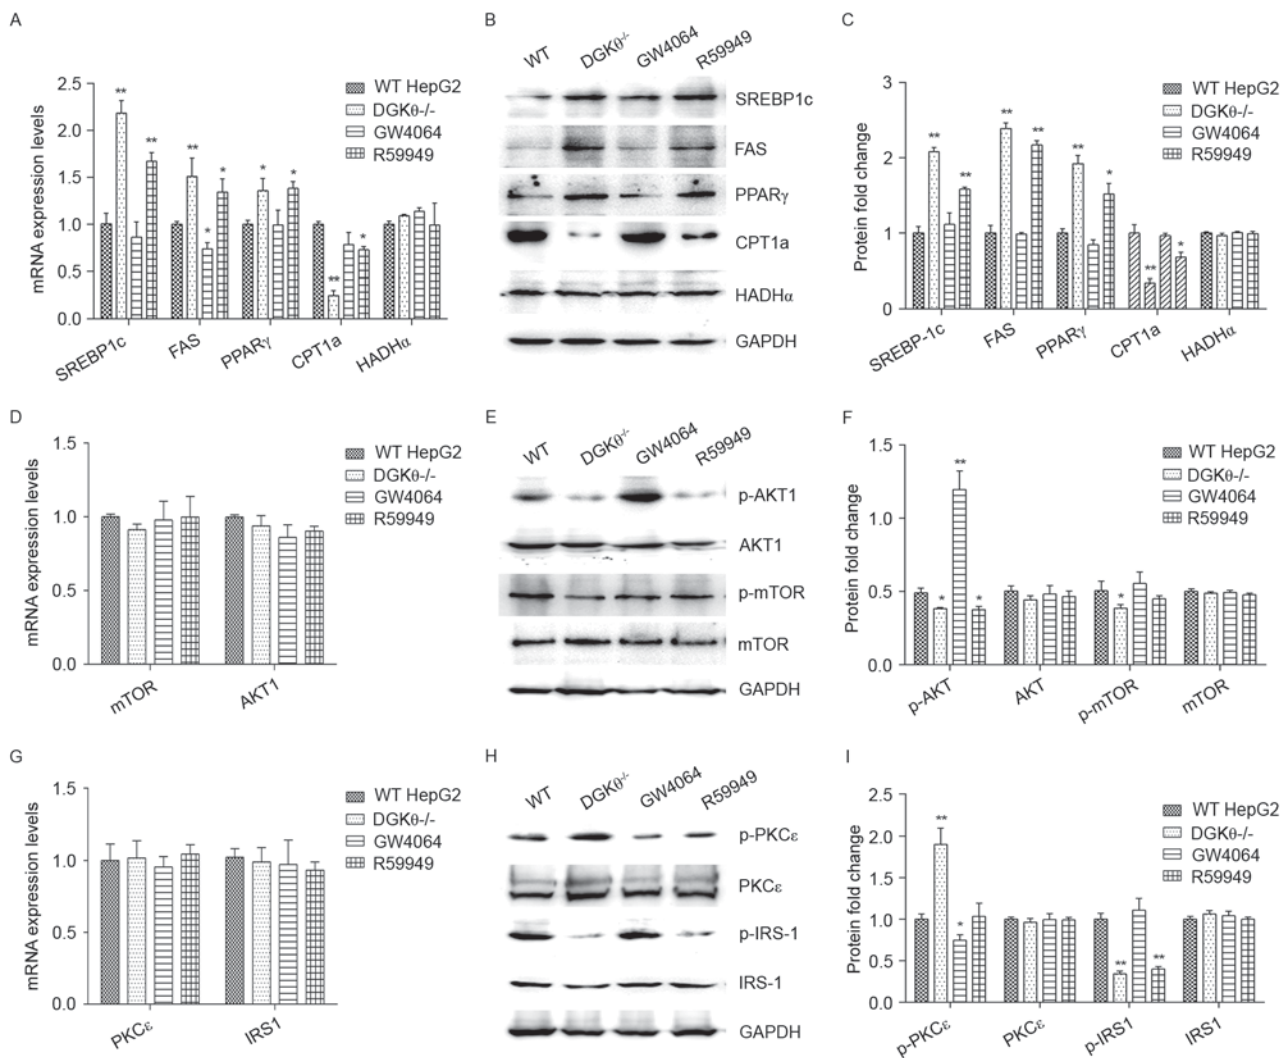 A
mRNA expression levels
2.5
2.0
1.5
1.0
0.5
0.0
** ** * * ** * * ** *
SREBP1c FAS PPARγ CPT1a HADHα
WT HepG2
DGKθ-/-
GW4064
R59949
B
WT DGKθ-/- GW4064 R59949
SREBP1c
FAS
PPARγ
CPT1a
HADHα
GAPDH
C
Protein fold change
3
2
1
0
** ** ** ** ** * ** *
SREBP-1c FAS PPARγ CPT1a HADHα
WT HepG2
DGKθ-/-
GW4064
R59949
D
mRNA expression levels
1.5
1.0
0.5
0.0
mTOR AKT1
WT HepG2
DGKθ-/-
GW4064
R59949
E
WT DGKθ-/- GW4064 R59949
p-AKT1
AKT1
p-mTOR
mTOR
GAPDH
F
Protein fold change
1.5
1.0
0.5
0.0
* ** * *
p-AKT AKT p-mTOR mTOR
WT HepG2
DGKθ-/-
GW4064
R59949
G
mRNA expression levels
1.5
1.0
0.5
0.0
PKCε IRS1
WT HepG2
DGKθ-/-
GW4064
R59949
H
WT DGKθ-/- GW4064 R59949
p-PKCε
PKCε
p-IRS-1
IRS-1
GAPDH
I
Protein fold change
2.5
2.0
1.5
1.0
0.5
0.0
** * ** **
p-PKCε PKCε p-IRS1 IRS1
WT HepG2
DGKθ-/-
GW4064
R59949